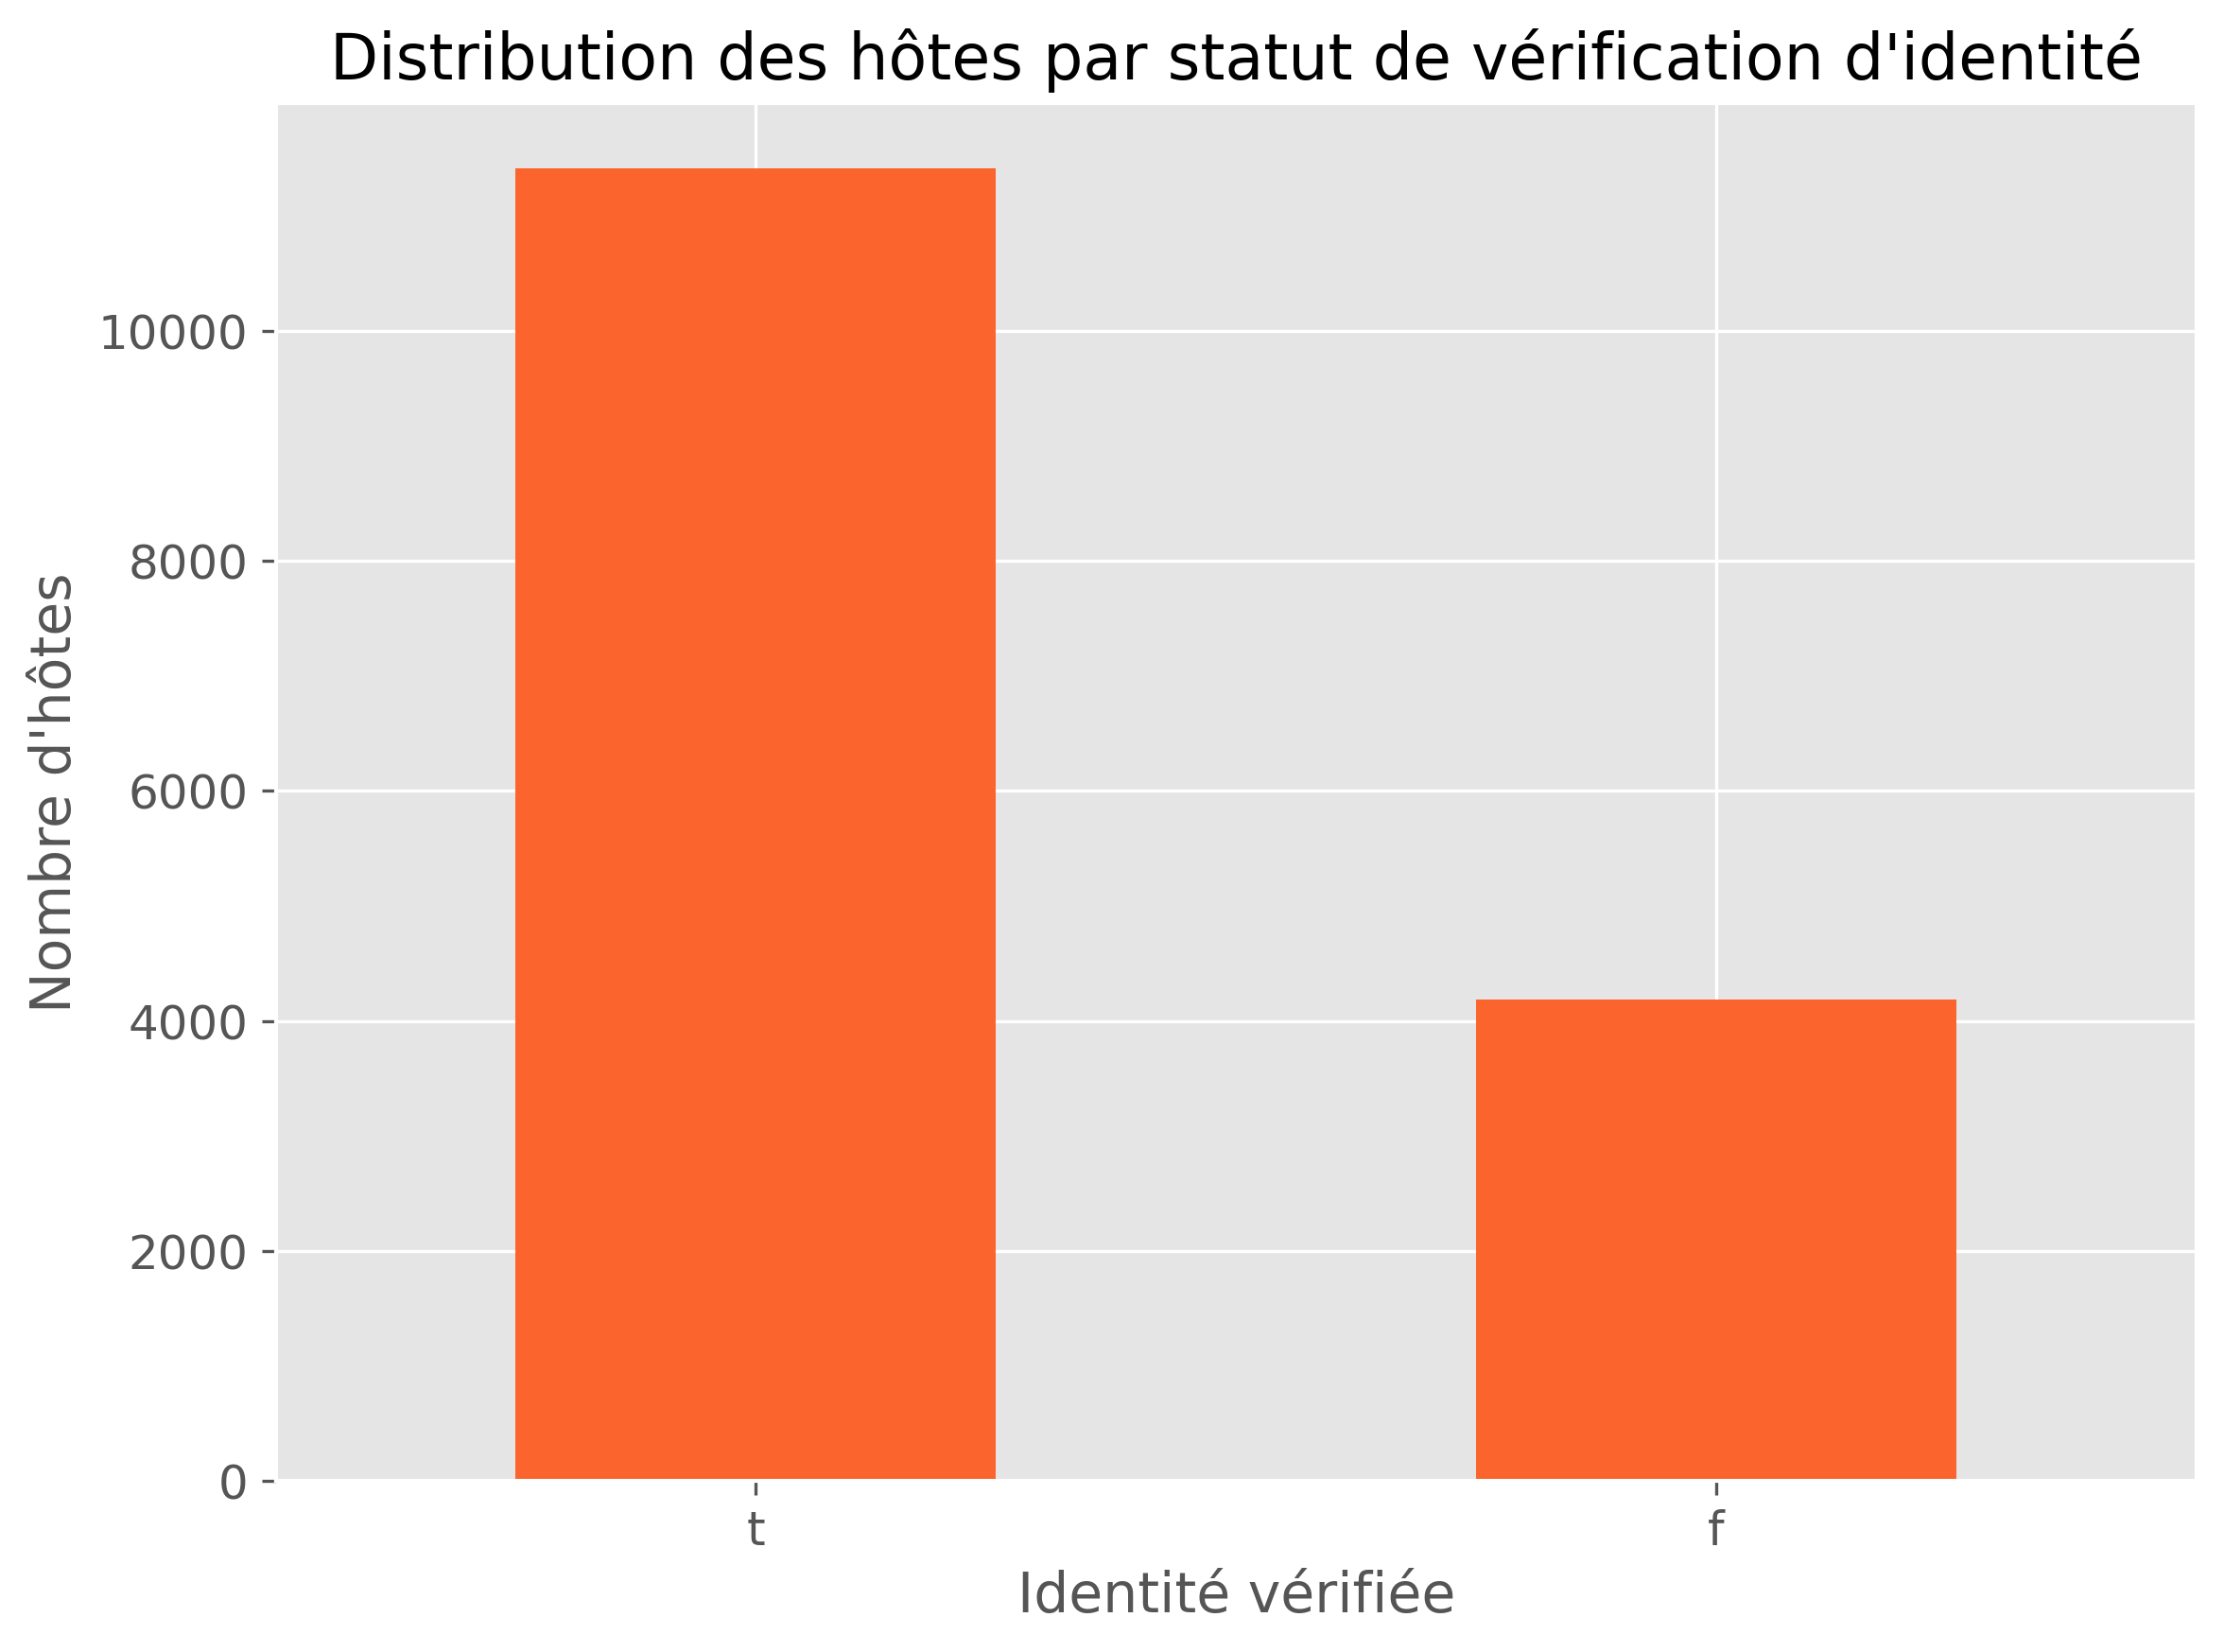 Distribution des hôtes par statut de vérification d'identité
Nombre d'hôtes
10000
8000
6000
4000
2000
0
t
f
Identité vérifiée